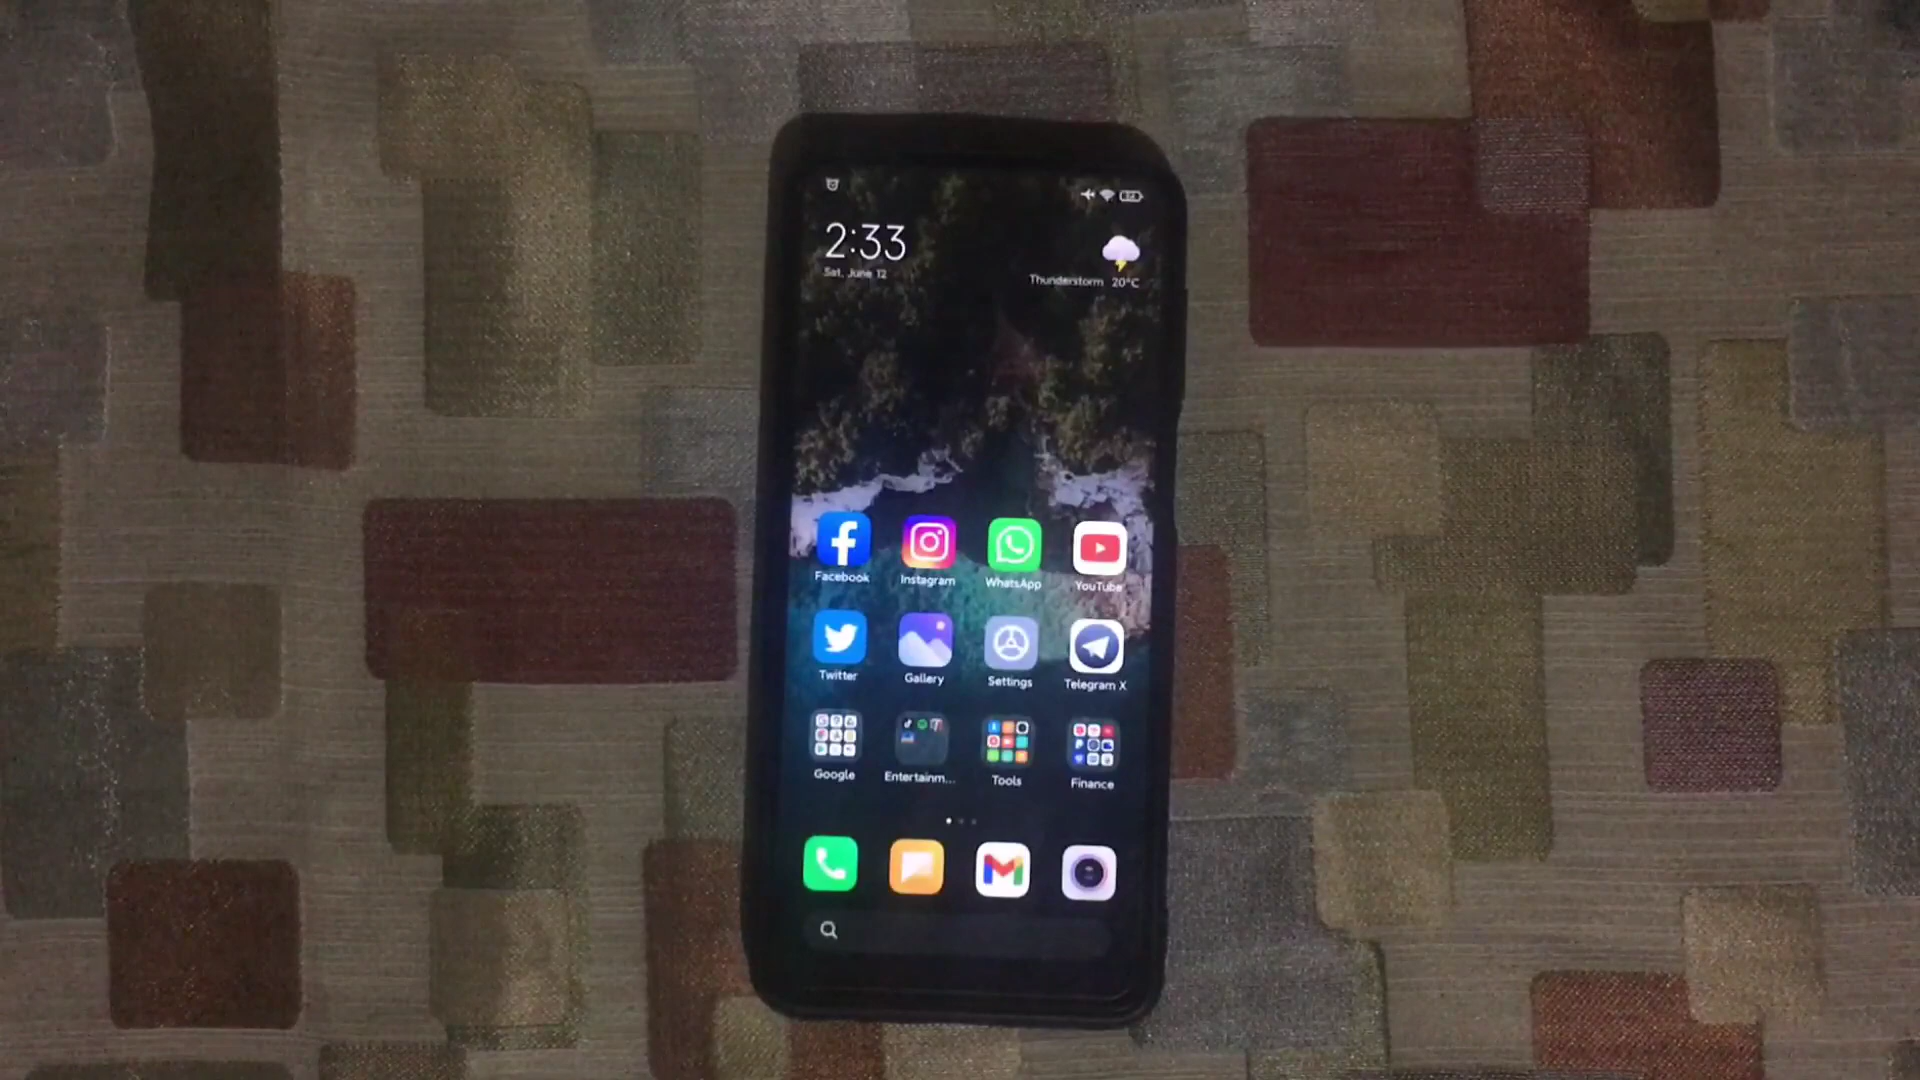 2:33
Sat, June 12
Thunderstorm 20°C
Facebook Instagram WhatsApp YouTube
Twitter Gallery Settings Telegram X
Google Entertainm... Tools Finance